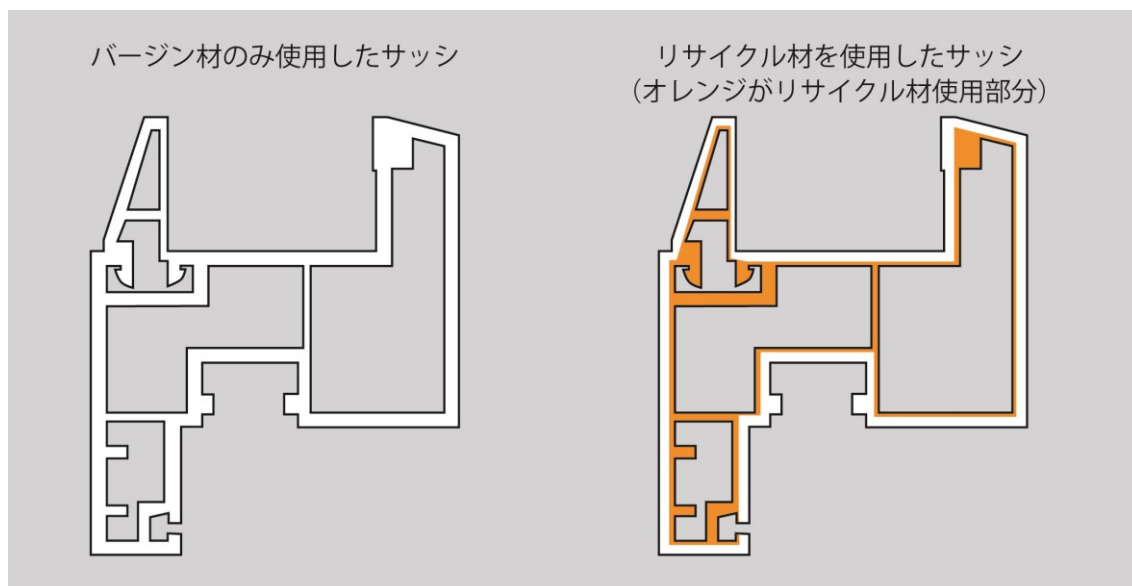 バージン材のみ使用したサッシ
リサイクル材を使用したサッシ
（オレンジがリサイクル材使用部分）